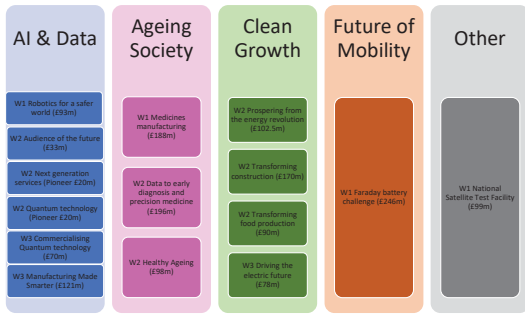 AI & Data
W1 Robotics for a safer
world (£93m)
W2 Audience of the future
(£33m)
W2 Next generation
services (Pioneer £20m)
W2 Quantum technology
(Pioneer £20m)
W3 Commercialising
Quantum technology
(£70m)
W3 Manufacturing Made
Smarter (£121m)
Ageing
Society
W1 Medicines
manufacturing
(£188m)
W2 Data to early
diagnosis and
precision medicine
(£196m)
W2 Healthy Ageing
(£98m)
Clean
Growth
W2 Prospering from
the energy revolution
(£102.5m)
W2 Transforming
construction (£170m)
W2 Transforming
food production
(£90m)
W3 Driving the
electric future
(£78m)
Future of
Mobility
W1 Faraday battery
challenge (£246m)
Other
W1 National
Satellite Test Facility
(£99m)